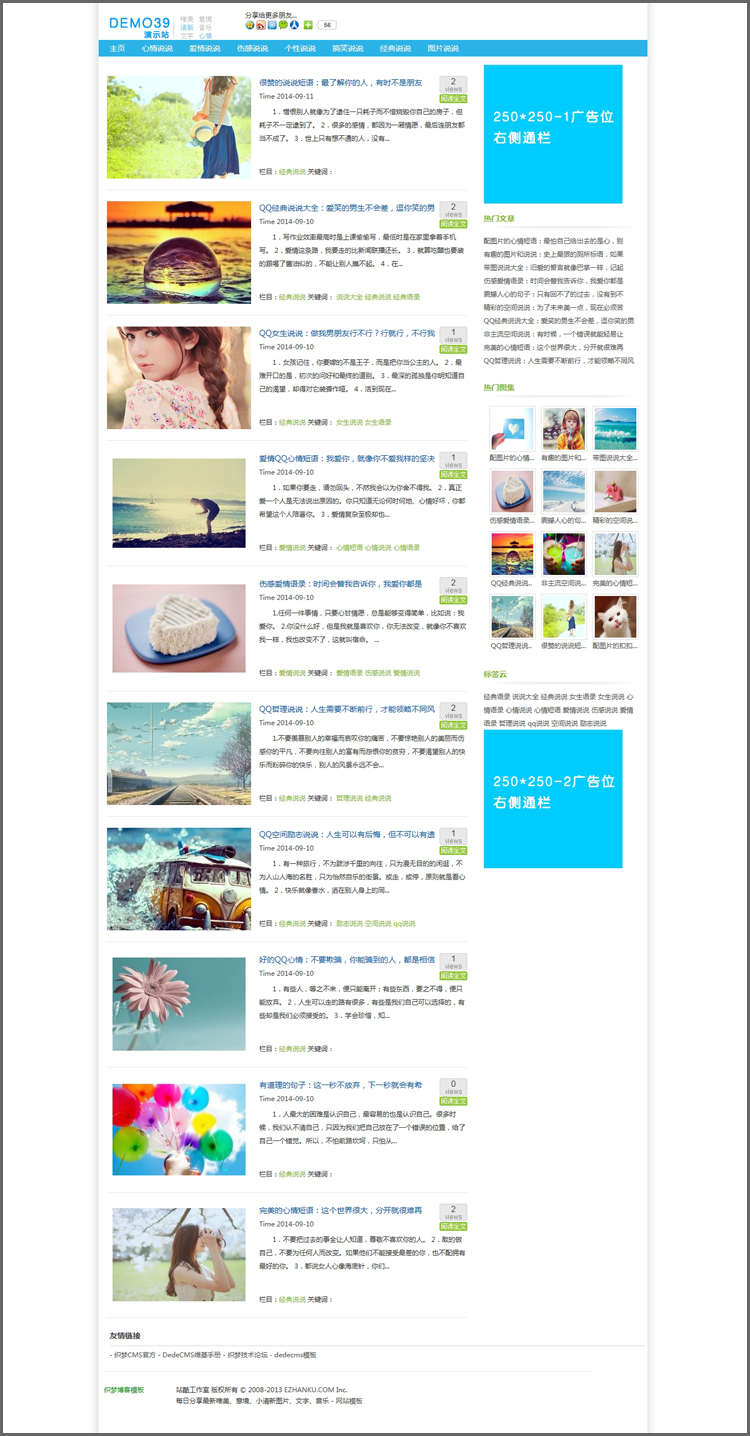 DEMO39
演示站
唯美 意境
清新 音乐
文字 心情
分享给更多朋友...
56
主页 心情说说 爱情说说 伤感说说 个性说说 搞笑说说 经典说说 图片说说
很赞的说说短语：最了解你的人，有时不是朋友
2
views
阅读全文
Time 2014-09-11
1．憎恨别人就像为了逮住一只耗子而不惜烧毁你自己的房子，但
耗子不一定逮到了。 2．很多的感情，都因为一厢情愿，最后连朋友都
当不成了。 3．世上只有想不通的人，没有...
栏目：经典说说 关键词：
QQ经典说说大全：爱笑的男生不会差，逗你笑的男
2
views
阅读全文
Time 2014-09-10
1．写作业效率最高时是上课偷偷写，最低时是在家里拿着手机
写。 2．爱情这条路，我要走的比新闻联播还长。 3．就算吃醋也要装
的跟喝了酱油似的，不能让别人瞧不起。 4．在...
栏目：经典说说 关键词： 说说大全 经典说说 经典语录
QQ女生说说：做我男朋友行不行？行就行，不行我
1
views
阅读全文
Time 2014-09-10
1．女孩记住，你要嫁的不是王子，而是把你当公主的人。 2．最
难开口的是，初次的问好和最终的道别。 3．最深的孤独是你明知道自
己的渴望，却得对它装聋作哑。 4．活到现在...
栏目：经典说说 关键词： 女生说说 女生语录
爱情QQ心情短语：我爱你，就像你不爱我样的坚决
1
views
阅读全文
Time 2014-09-10
1．如果你要走，请勿回头，不然我会以为你舍不得我。 2．真正
爱一个人是无法说出原因的。你只知道无论何时何地、心情好坏，你都
希望这个人陪著你。 3．爱情复杂至极却也...
栏目：爱情说说 关键词： 心情短语 心情说说 心情语录
伤感爱情语录：时间会替我告诉你，我爱你都是
2
views
阅读全文
Time 2014-09-10
1.任何一件事情，只要心甘情愿，总是能够变得简单，比如说：我
爱你。 2.你没什么好，但是我就是喜欢你，你无法改变，就像你不喜欢
我一样，我也改变不了，这就叫宿命。 ...
栏目：爱情说说 关键词： 爱情语录 伤感说说 爱情说说
QQ哲理说说：人生需要不断前行，才能领略不同风
2
views
阅读全文
Time 2014-09-10
1.不要羡慕别人的幸福而哀叹你的痛苦，不要惊艳别人的美丽而伤
感你的平凡，不要向往别人的富有而怨恨你的贫穷，不要渴望别人的快
乐而粉碎你的快乐，别人的风景永远不会...
栏目：经典说说 关键词： 哲理说说 经典说说
QQ空间励志说说：人生可以有后悔，但不可以有遗
1
views
阅读全文
Time 2014-09-10
1．有一种旅行，不为跋涉千里的向往，只为漫无目的的闲逛，不
为人山人海的名胜，只为怡然自乐的街景。或走，或停，原则就是看心
情。 2．快乐就像香水，洒在别人身上的同...
栏目：经典说说 关键词： 励志说说 空间说说 qq说说
好的QQ心情：不要欺骗，你能骗到的人，都是相信
2
views
阅读全文
Time 2014-09-10
1．有些人，等之不来，便只能离开；有些东西，要之不得，便只
能放弃。 2．人生可以走的路有很多，有些是我们自己可以选择的，有
些却是我们必须接受的。 3．学会珍惜，知...
栏目：经典说说 关键词：
有道理的句子：这一秒不放弃，下一秒就会有希
0
views
阅读全文
Time 2014-09-10
1．人最大的困难是认识自己，最容易的也是认识自己。很多时
候，我们认不清自己，只因为我们把自己放在了一个错误的位置，给了
自己一个错觉。所以，不怕前路坎坷，只怕从...
栏目：经典说说 关键词：
完美的心情短语：这个世界很大，分开就很难再
2
views
阅读全文
Time 2014-09-10
1．不要把过去的事全让人知道，尊敬不喜欢你的人。 2．敢的做
自己，不要为任何人而改变。如果他们不能接受最差的你，也不配拥有
最好的你。 3．都说女人心像海底针，你们...
栏目：经典说说 关键词：
250*250-1广告位
右侧通栏
热门文章
配图片的心情短语：最怕自己给出去的是心，别
有趣的图片和说说：史上最狠的厕所标语，如果
带图说说大全：旧爱的誓言就像巴掌一样，记起
伤感爱情语录：时间会替我告诉你，我爱你都是
震撼人心的句子：只有回不了的过去，没有到不
精彩的空间说说：为了未来美一点，现在必须苦
QQ经典说说大全：爱笑的男生不会差，逗你笑的男
非主流空间说说：有时候，一个错误就能轻易让
完美的心情短语：这个世界很大，分开就很难再
QQ哲理说说：人生需要不断前行，才能领略不同风
热门图集
配图片的心情... 有趣的图片和... 带图说说大全...
伤感爱情语录... 震撼人心的句... 精彩的空间说...
QQ经典说说... 非主流空间说... 完美的心情短...
QQ哲理说说... 很赞的说说短... 配图片的扣扣...
标签云
经典语录 说说大全 经典说说 女生语录 女生说说 心
情语录 心情说说 心情短语 爱情说说 伤感说说 爱情
语录 哲理说说 qq说说 空间说说 励志说说
250*250-2广告位
右侧通栏
友情链接
- 织梦CMS官方 - DedeCMS维基手册 - 织梦技术论坛 - dedecms模板
织梦博客模板
站酷工作室 版权所有 © 2008-2013 EZHANKU.COM Inc.
每日分享最新唯美、意境、小清新图片、文字、音乐 - 网站模板